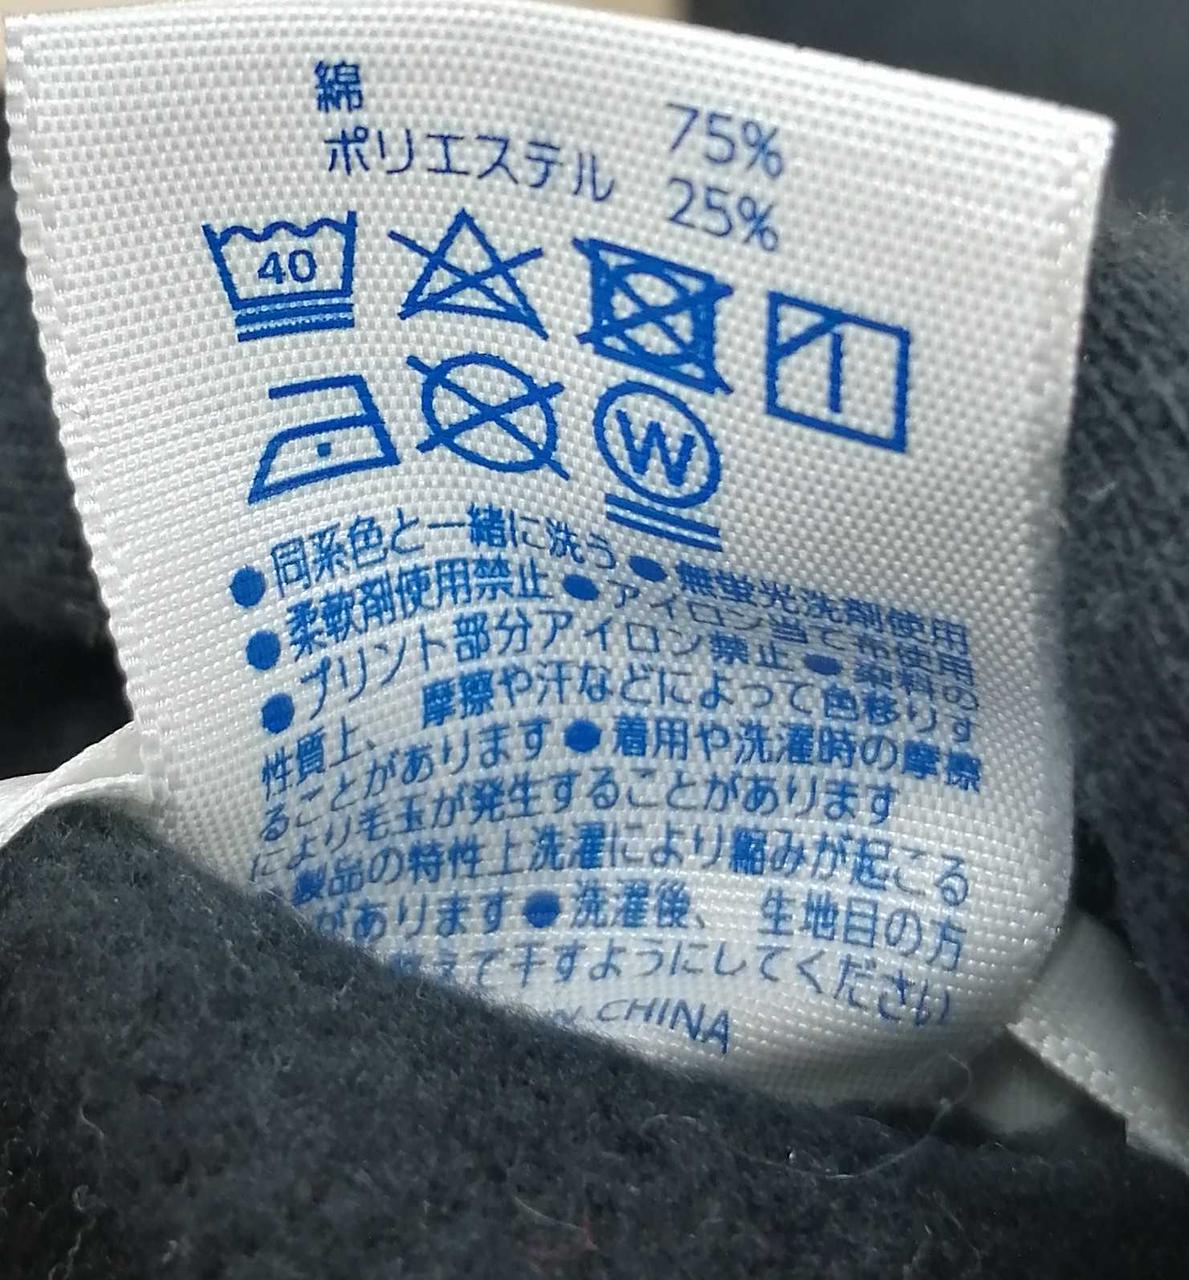 綿 75%
ポリエステル 25%
40
W
●同系色と一緒に洗う●無蛍光洗剤使用
●柔軟剤使用禁止●アイロン当て布使用
●プリント部分アイロン禁止●染料の
性質上、摩擦や汗などによって色移りす
ることがあります●着用や洗濯時の摩擦
により毛玉が発生することがあります
製品の特性上洗濯により縮みが起こる
があります●洗濯後、生地目の方
えて干すようにしてください
CHINA